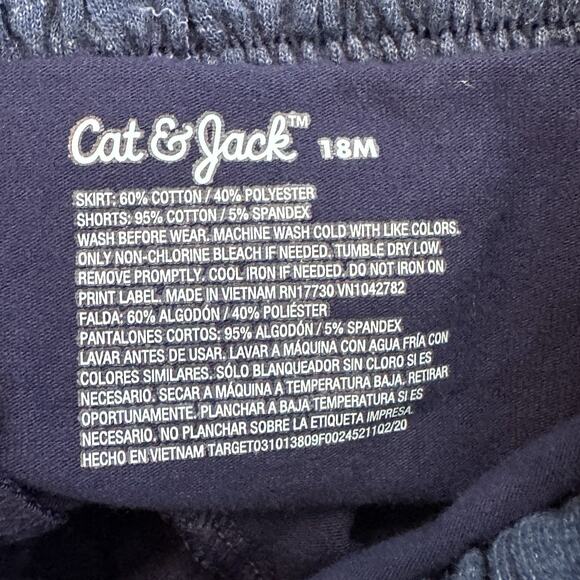 Cat & Jack™ 18M
SKIRT: 60% COTTON / 40% POLYESTER
SHORTS: 95% COTTON / 5% SPANDEX
WASH BEFORE WEAR. MACHINE WASH COLD WITH LIKE COLORS.
ONLY NON-CHLORINE BLEACH IF NEEDED. TUMBLE DRY LOW.
REMOVE PROMPTLY. COOL IRON IF NEEDED. DO NOT IRON ON
PRINT LABEL. MADE IN VIETNAM RN17730 VN1042782
FALDA: 60% ALGODÓN / 40% POLIÉSTER
PANTALONES CORTOS: 95% ALGODÓN / 5% SPANDEX
LAVAR ANTES DE USAR. LAVAR A MÁQUINA CON AGUA FRÍA CON
COLORES SIMILARES. SÓLO BLANQUEADOR SIN CLORO SI ES
NECESARIO. SECAR A MÁQUINA A TEMPERATURA BAJA. RETIRAR
OPORTUNAMENTE. PLANCHAR A BAJA TEMPERATURA SI ES
NECESARIO. NO PLANCHAR SOBRE LA ETIQUETA IMPRESA.
HECHO EN VIETNAM TARGET031013809F00245211Q2/20